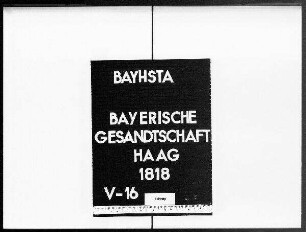 BAYHSTA
BAYERISCHE
GESANDTSCHAFT
HAAG
1818
V-16